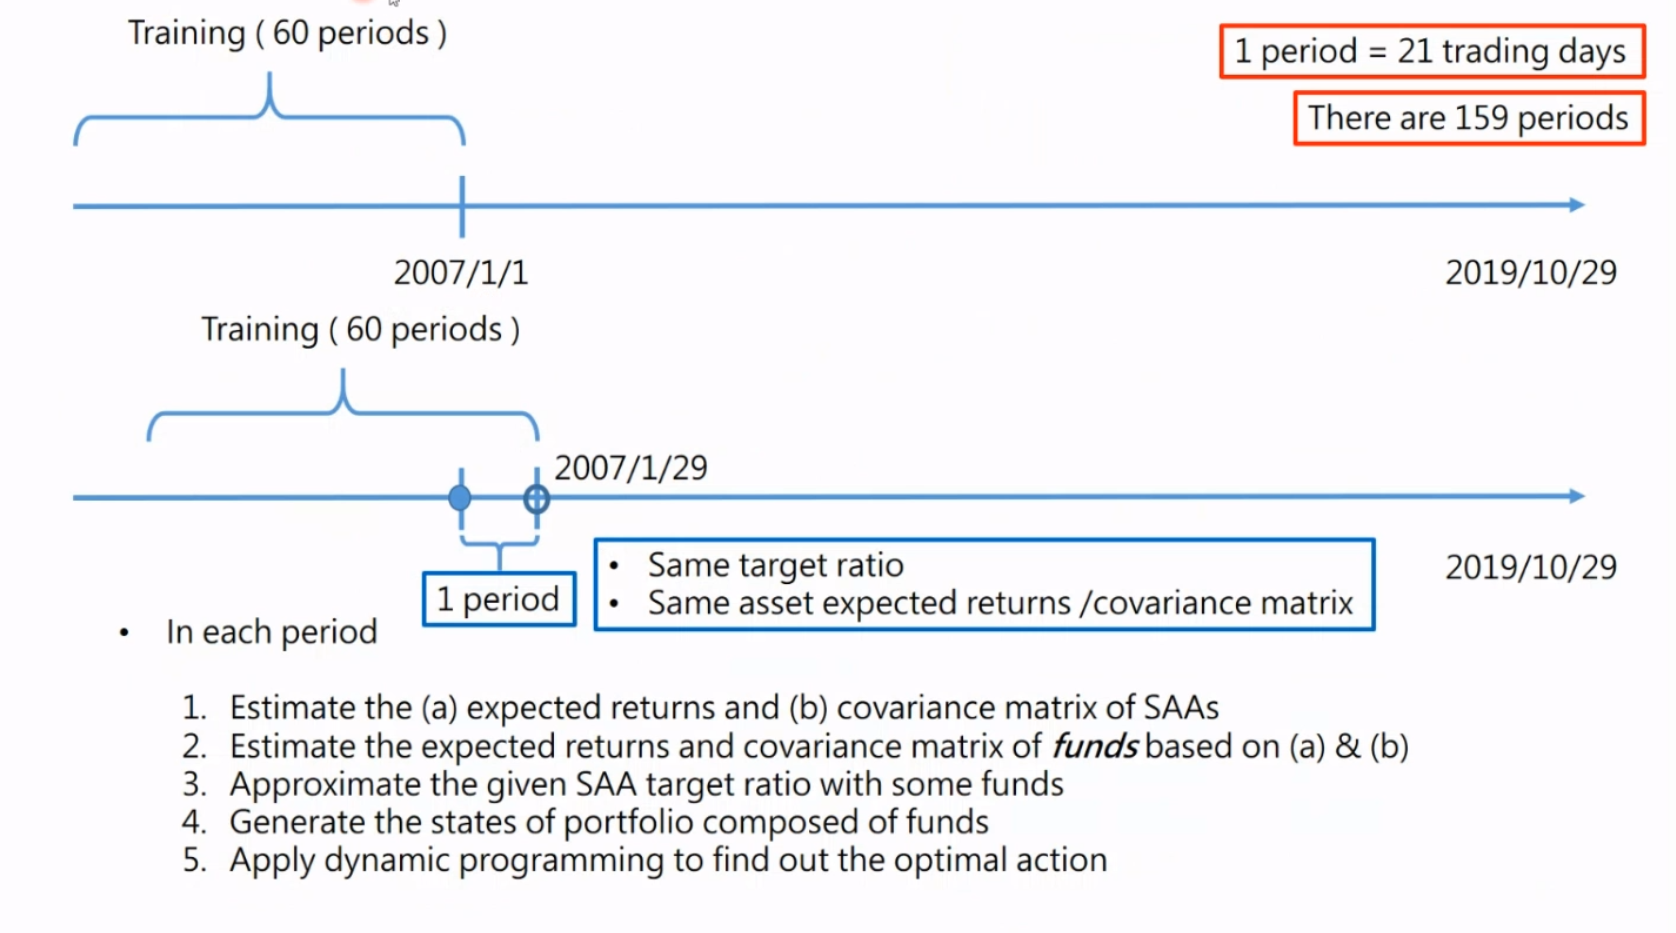 Training ( 60 periods )
1 period = 21 trading days
There are 159 periods
2007/1/1
2019/10/29
Training ( 60 periods )
2007/1/29
2019/10/29
1 period
• Same target ratio
• Same asset expected returns /covariance matrix
• In each period
1. Estimate the (a) expected returns and (b) covariance matrix of SAAs
2. Estimate the expected returns and covariance matrix of funds based on (a) & (b)
3. Approximate the given SAA target ratio with some funds
4. Generate the states of portfolio composed of funds
5. Apply dynamic programming to find out the optimal action